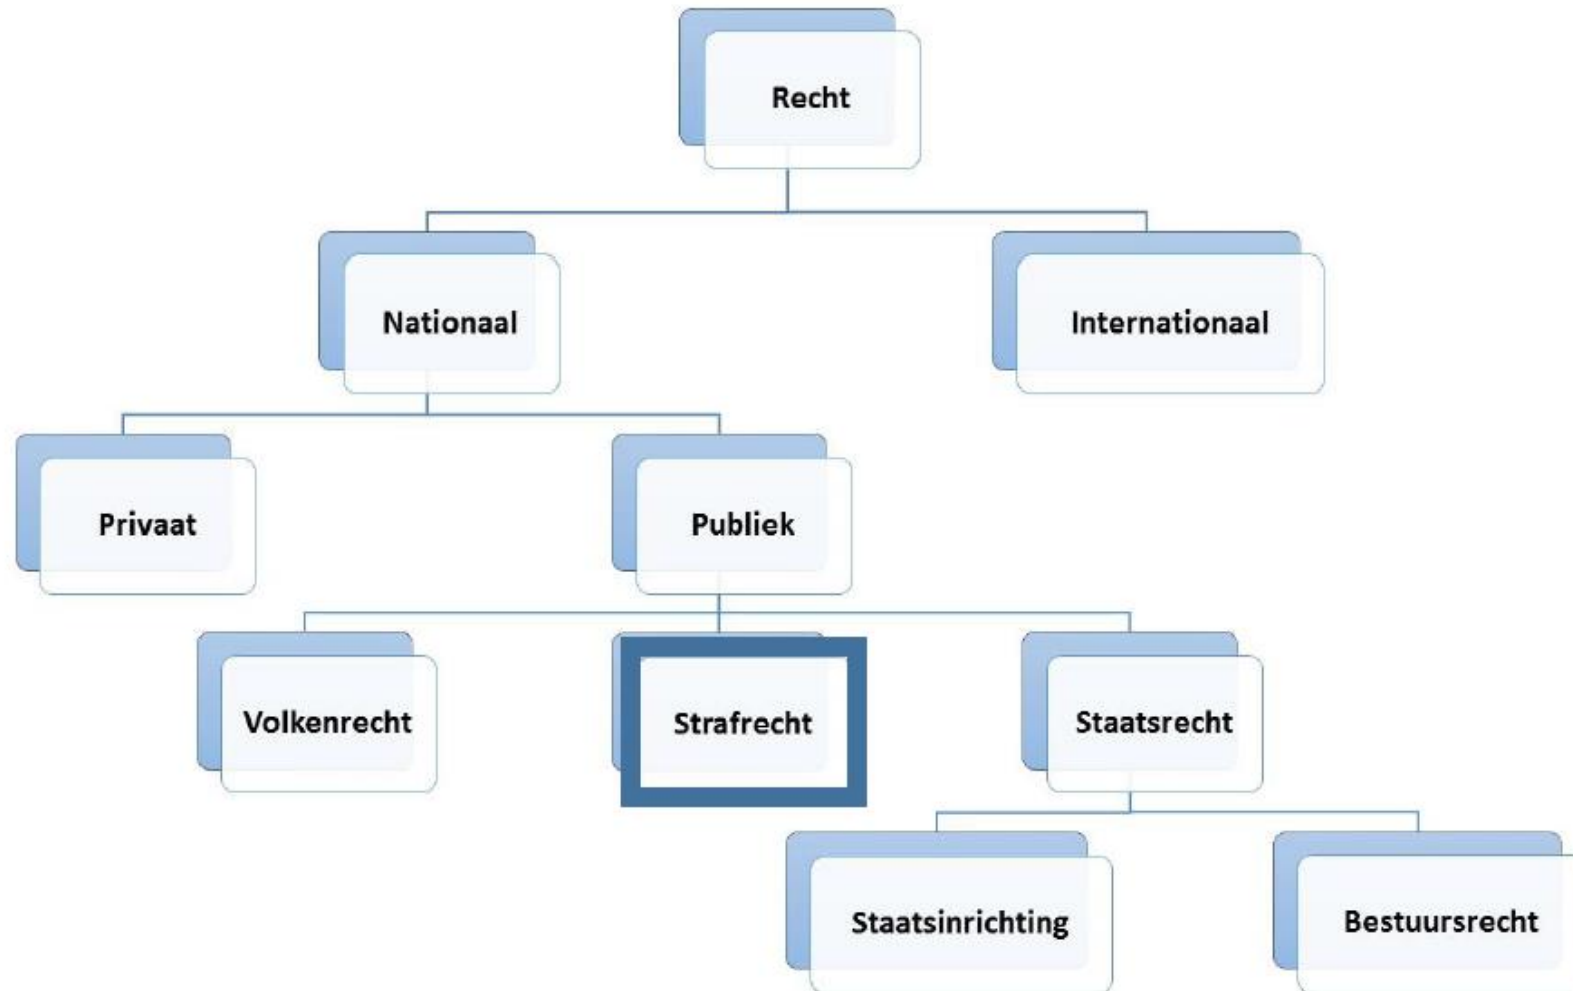 Recht
Nationaal
Internationaal
Privaat
Publiek
Volkenrecht
Strafrecht
Staatsrecht
Staatsinrichting
Bestuursrecht